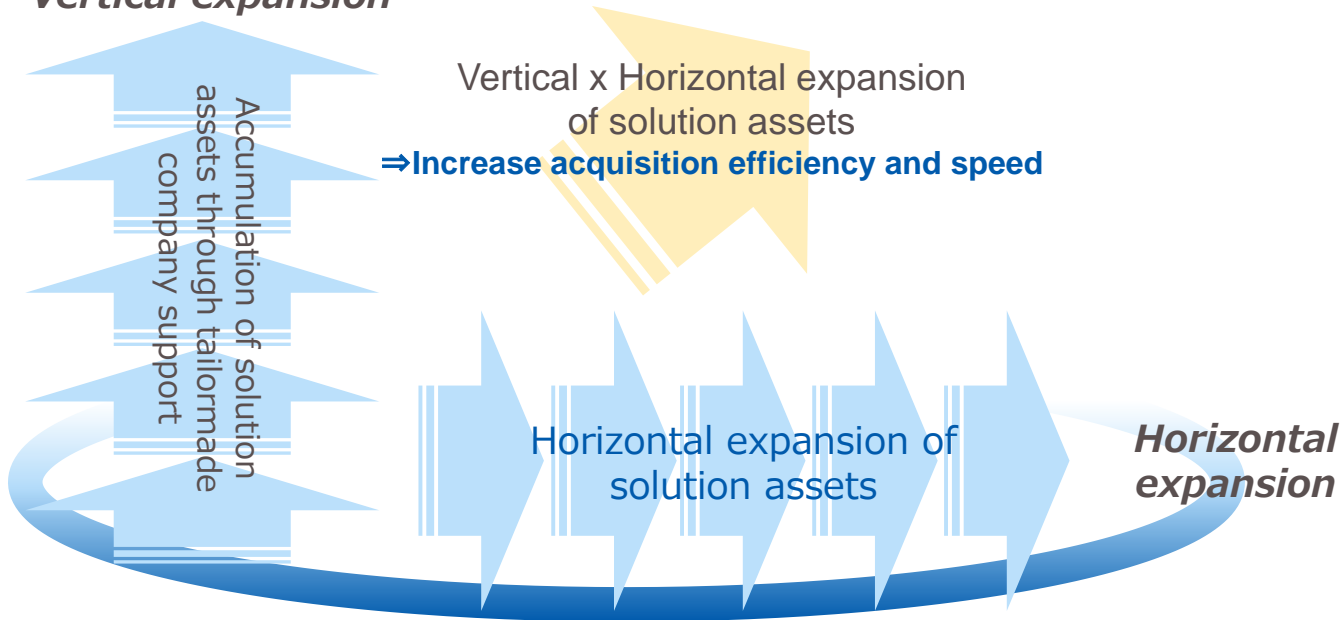 Vertical expansion
Vertical x Horizontal expansion
of solution assets
⇒Increase acquisition efficiency and speed
Accumulation of solution
assets through tailormade
company support
Horizontal expansion of
solution assets
Horizontal
expansion